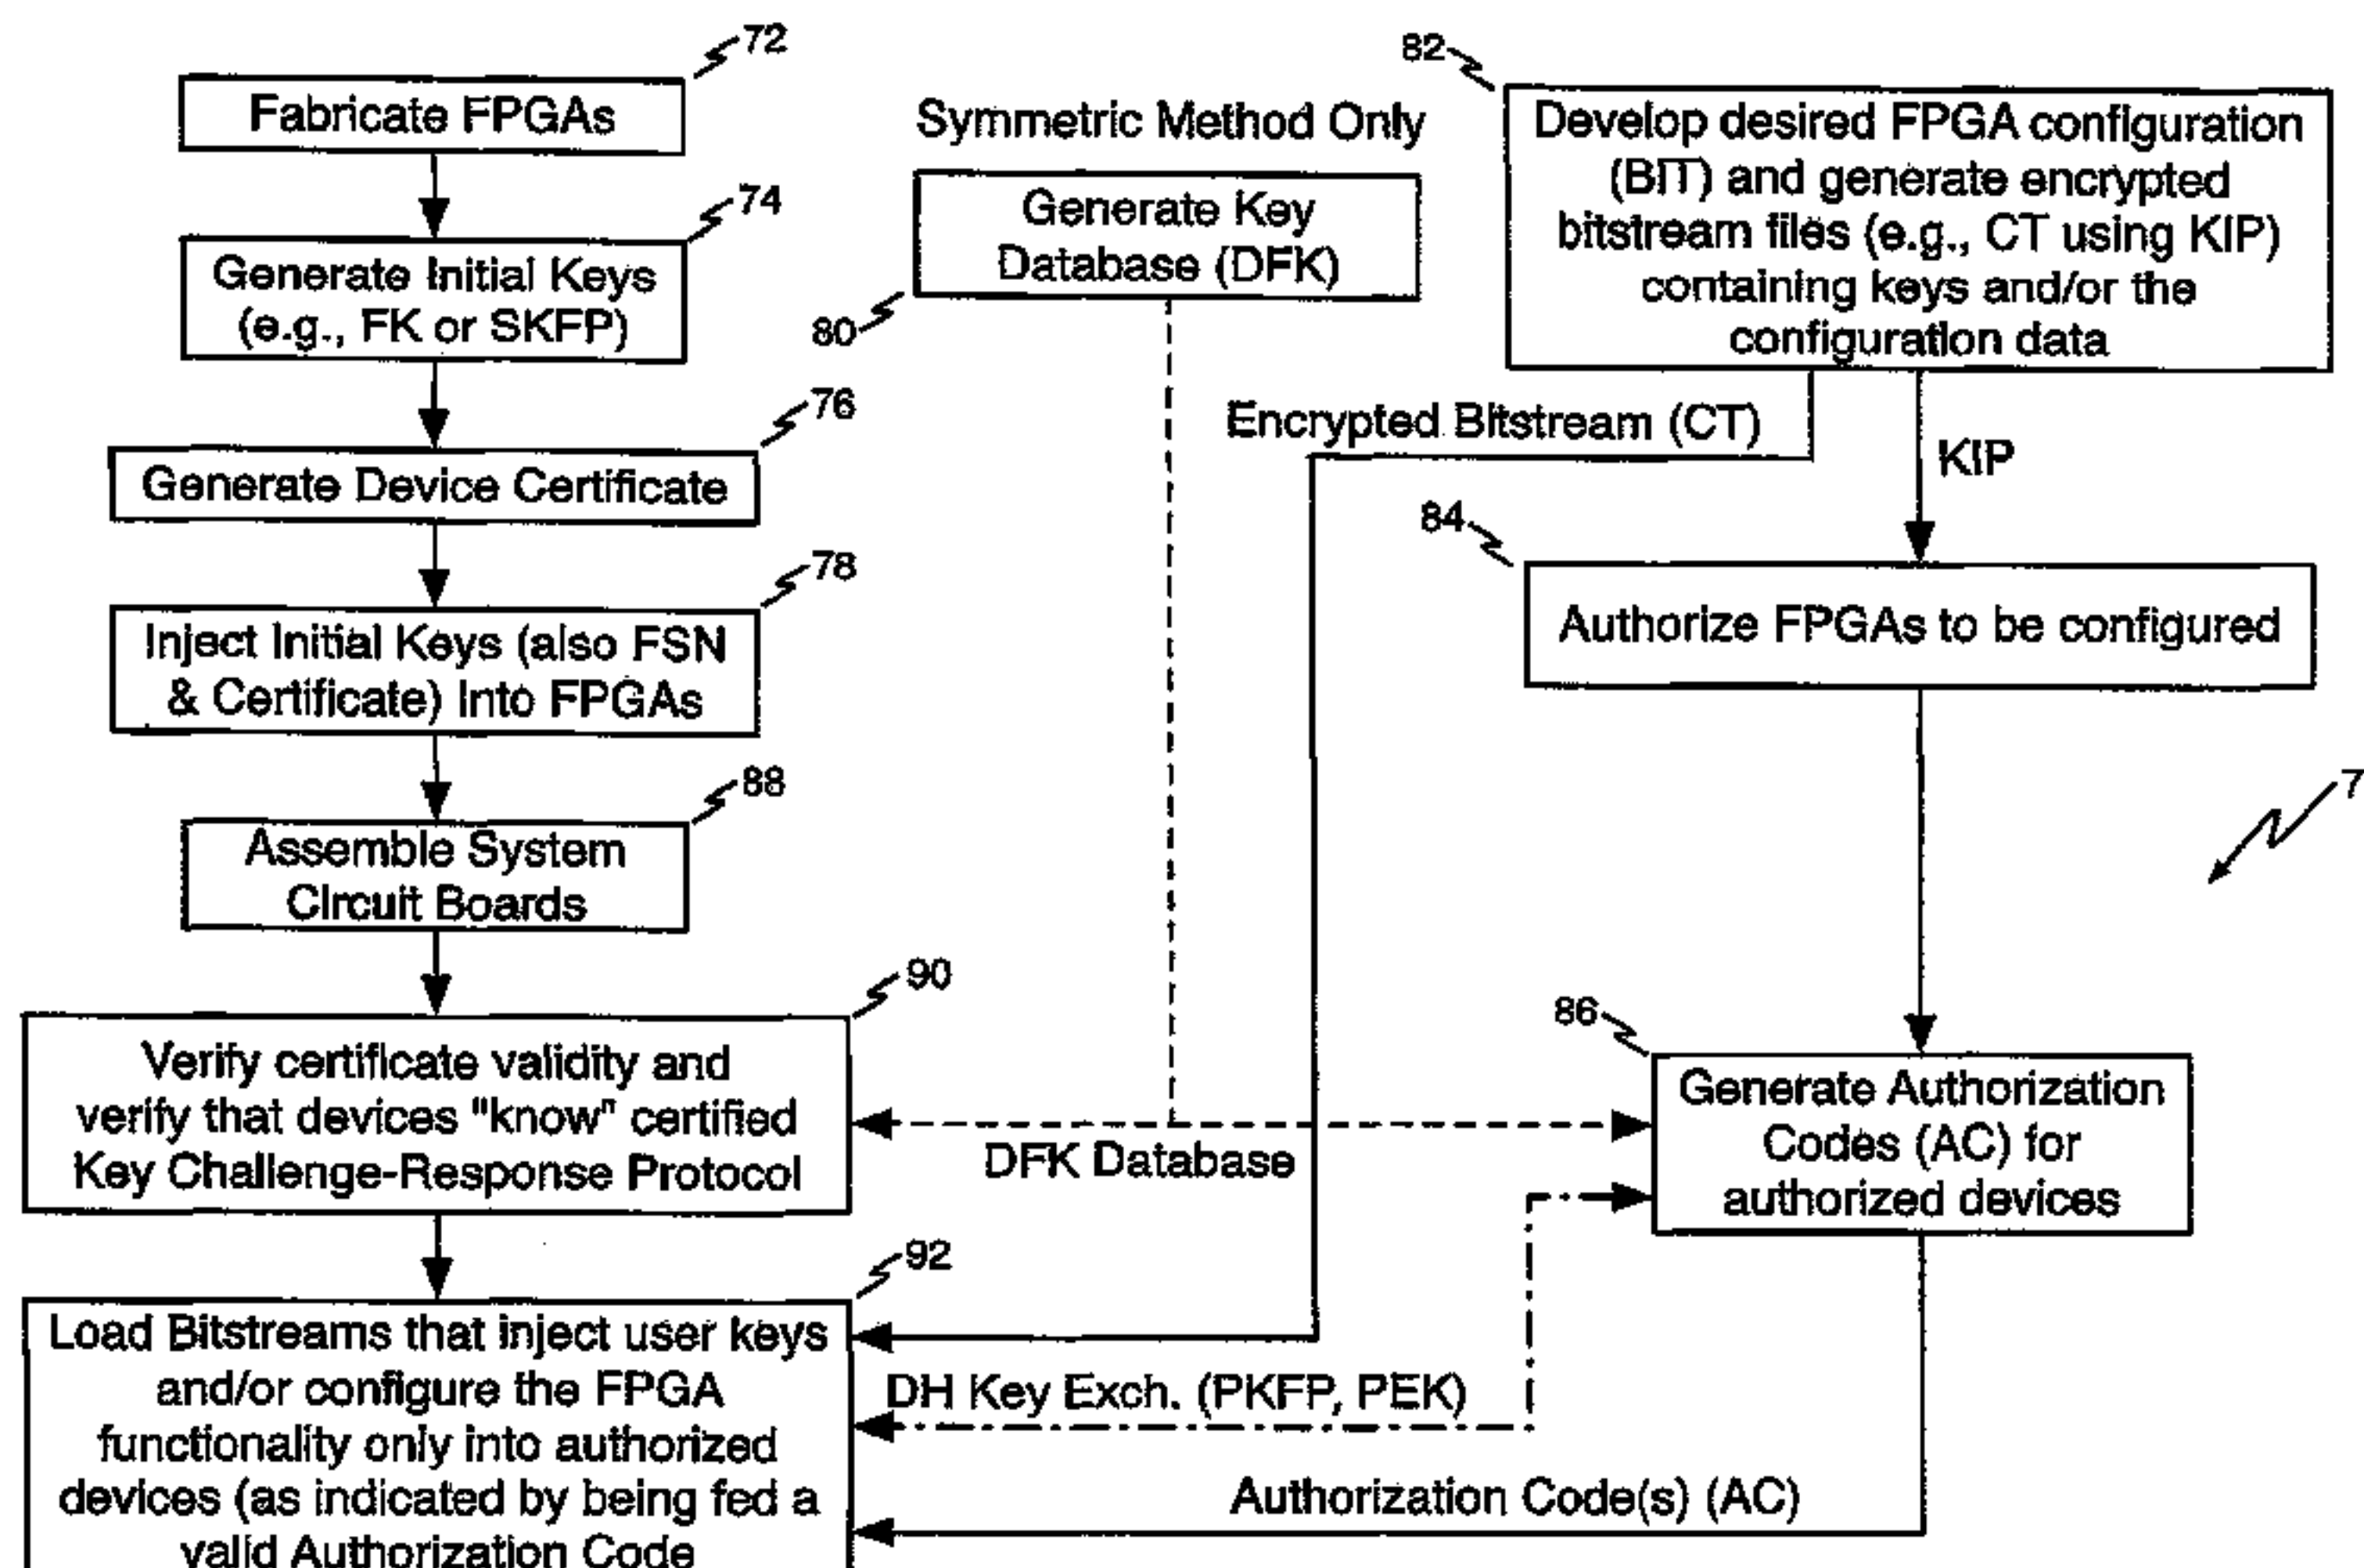 72
Fabricate FPGAs
74
Generate Initial Keys
(e.g., FK or SKFP)
76
Generate Device Certificate
78
Inject Initial Keys (also FSN
& Certificate) Into FPGAs
88
Assemble System
Circuit Boards
90
Verify certificate validity and
verify that devices "know" certified
Key Challenge-Response Protocol
92
Load Bitstreams that inject user keys
and/or configure the FPGA
functionality only into authorized
devices (as indicated by being fed a
valid Authorization Code
Symmetric Method Only
Generate Key
Database (DFK)
80
DFK Database
82
Develop desired FPGA configuration
(BIT) and generate encrypted
bitstream files (e.g., CT using KIP)
containing keys and/or the
configuration data
Encrypted Bitstream (CT)
KIP
84
Authorize FPGAs to be configured
7
86
Generate Authorization
Codes (AC) for
authorized devices
DH Key Exch. (PKFP, PEK)
Authorization Code(s) (AC)